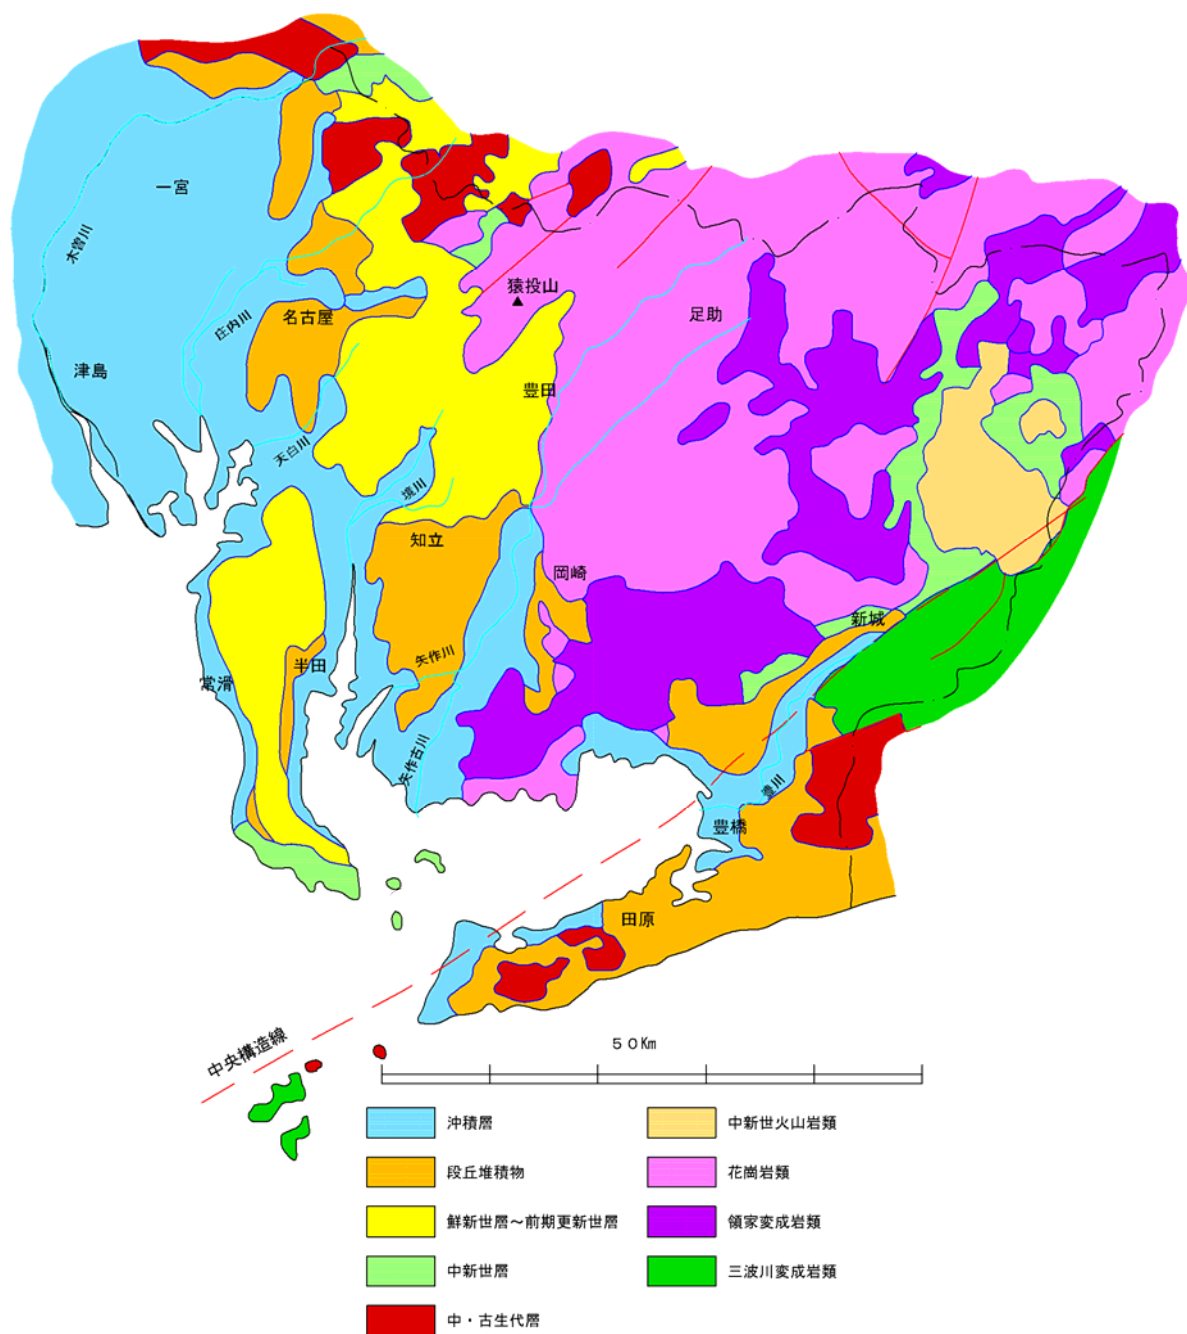 一宮
木曽川
猿投山
足助
庄内川
名古屋
津島
豊田
天白川
境川
知立
岡崎
新城
矢作川
半田
常滑
矢作古川
豊川
豊橋
田原
中央構造線
50Km
沖積層
中新世火山岩類
段丘堆積物
花崗岩類
鮮新世層~前期更新世層
領家変成岩類
中新世層
三波川変成岩類
中・古生代層